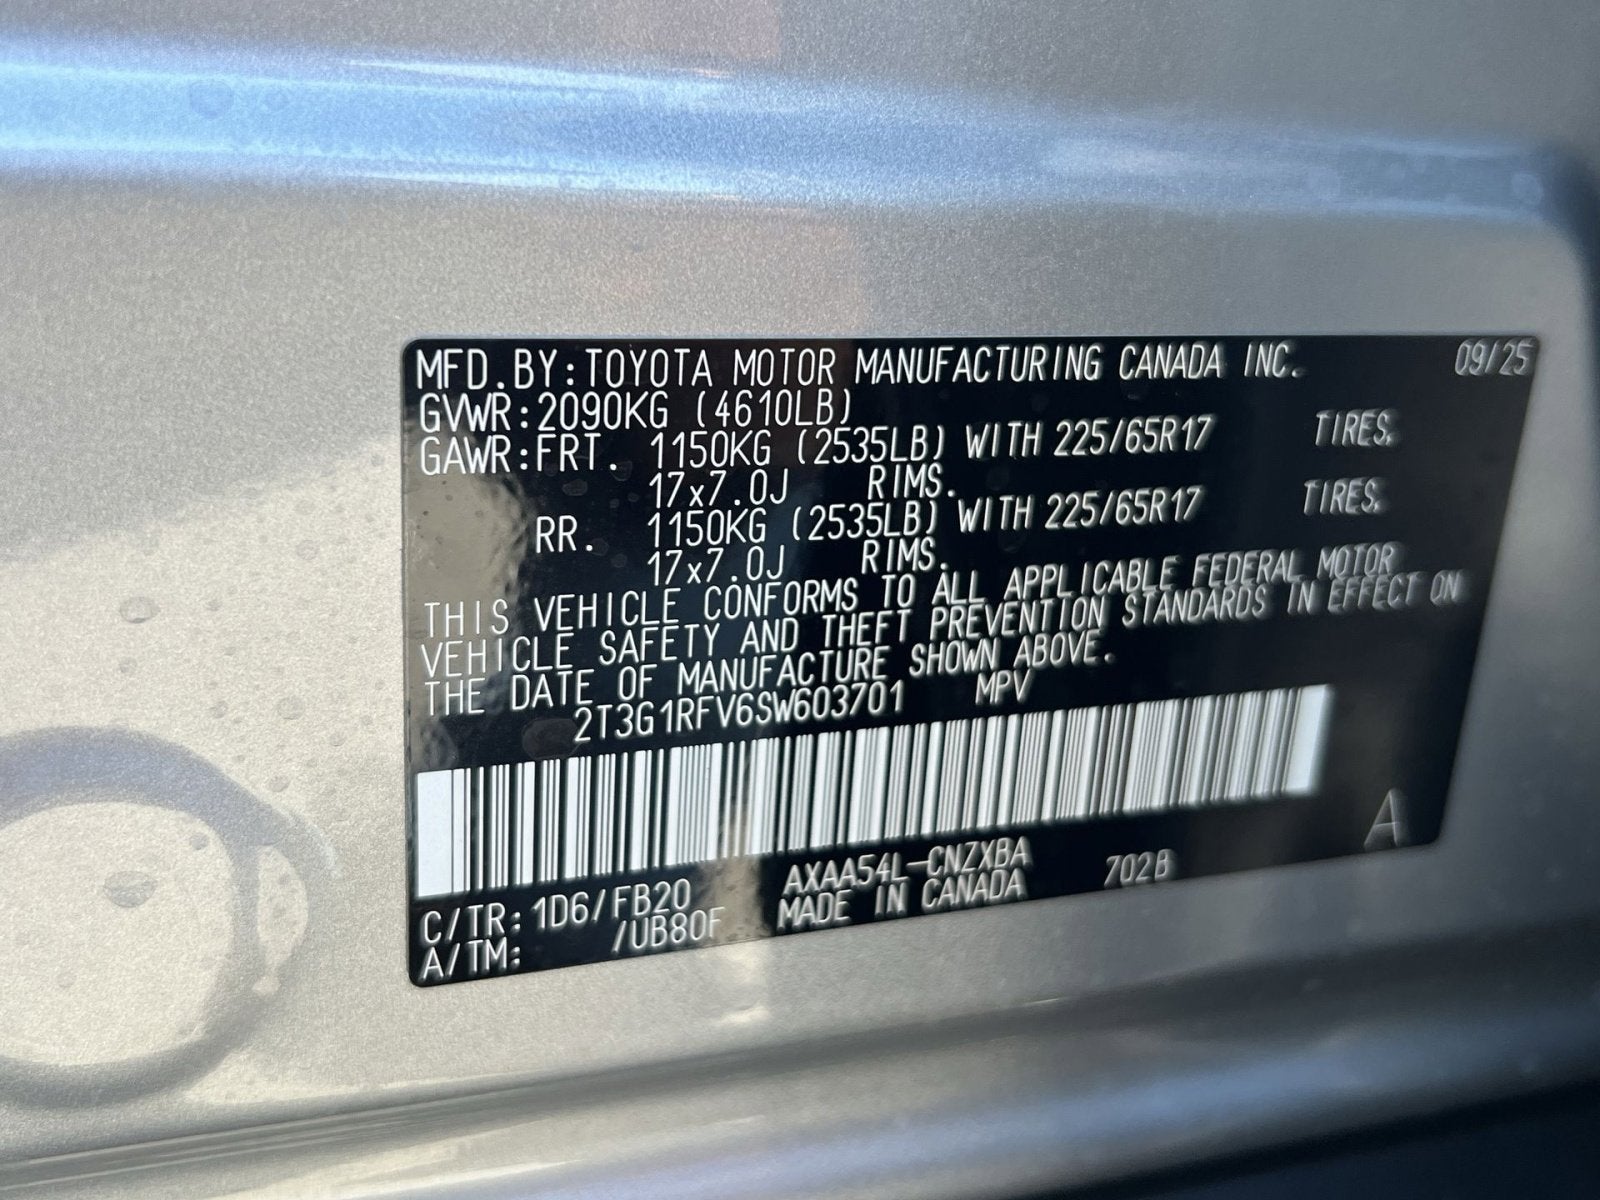 MFD.BY:TOYOTA MOTOR MANUFACTURING CANADA INC. 09/25
GVWR:2090KG (4610LB)
GAWR:FRT. 1150KG (2535LB) WITH 225/65R17 TIRES.
17x7.0J RIMS.
RR. 1150KG (2535LB) WITH 225/65R17 TIRES.
17x7.0J RIMS.
THIS VEHICLE CONFORMS TO ALL APPLICABLE FEDERAL MOTOR
VEHICLE SAFETY AND THEFT PREVENTION STANDARDS IN EFFECT ON
THE DATE OF MANUFACTURE SHOWN ABOVE.
2T3G1RFV6SW603701 MPV
A
C/TR:1D6/FB20 AXAA54L-CNZXBA 702B
A/TM: /UB80F MADE IN CANADA